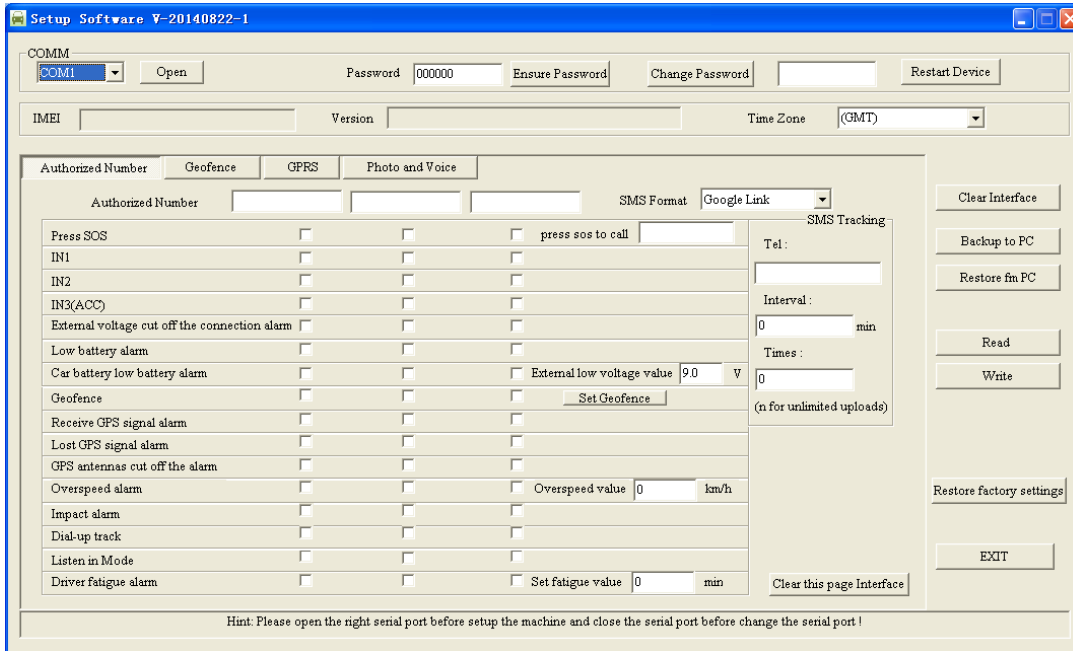 Setup Software V-20140822-1
COMM
COM1 Open Password 000000 Ensure Password Change Password Restart Device
IMEI Version Time Zone (GMT)
Authorized Number Geofence GPRS Photo and Voice
Authorized Number SMS Format Google Link
Clear Interface
SMS Tracking
Press SOS press sos to call
Tel :
Backup to PC
IN1
IN2
Restore fm PC
IN3(ACC)
Interval :
External voltage cut off the connection alarm
0 min
Low battery alarm
Times :
Read
Car battery low battery alarm External low voltage value 9.0 V
0
Write
Geofence Set Geofence
(n for unlimited uploads)
Receive GPS signal alarm
Lost GPS signal alarm
GPS antennas cut off the alarm
Overspeed alarm Overspeed value 0 km/h
Restore factory settings
Impact alarm
Dial-up track
Listen in Mode
EXIT
Driver fatigue alarm Set fatigue value 0 min
Clear this page Interface
Hint: Please open the right serial port before setup the machine and close the serial port before change the serial port !